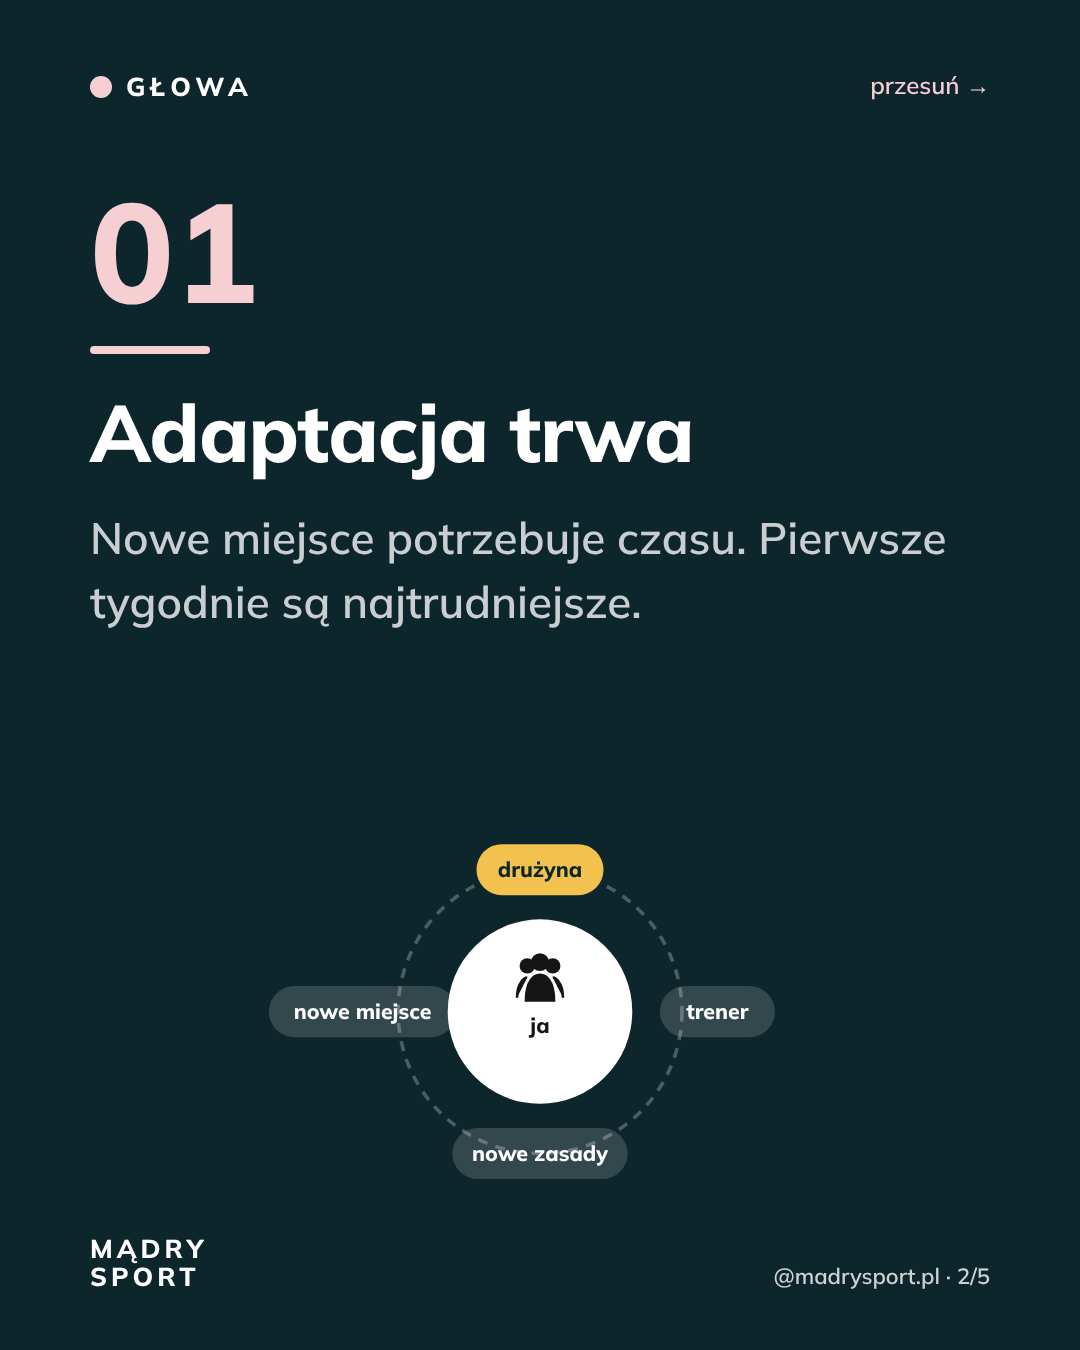 GŁOWA
przesuń →
01
Adaptacja trwa
Nowe miejsce potrzebuje czasu. Pierwsze
tygodnie są najtrudniejsze.
drużyna
nowe miejsce
ja
trener
nowe zasady
MĄDRY
SPORT
@madrysport.pl · 2/5